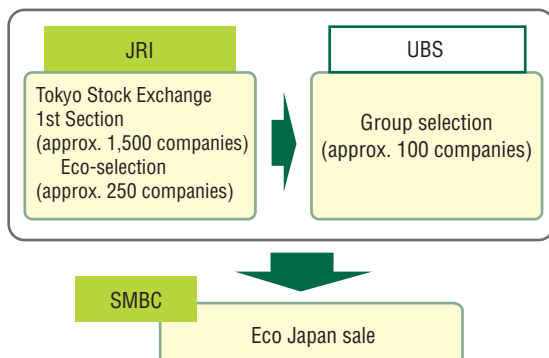 JRI
Tokyo Stock Exchange
1st Section
(approx. 1,500 companies)
Eco-selection
(approx. 250 companies)
UBS
Group selection
(approx. 100 companies)
SMBC
Eco Japan sale